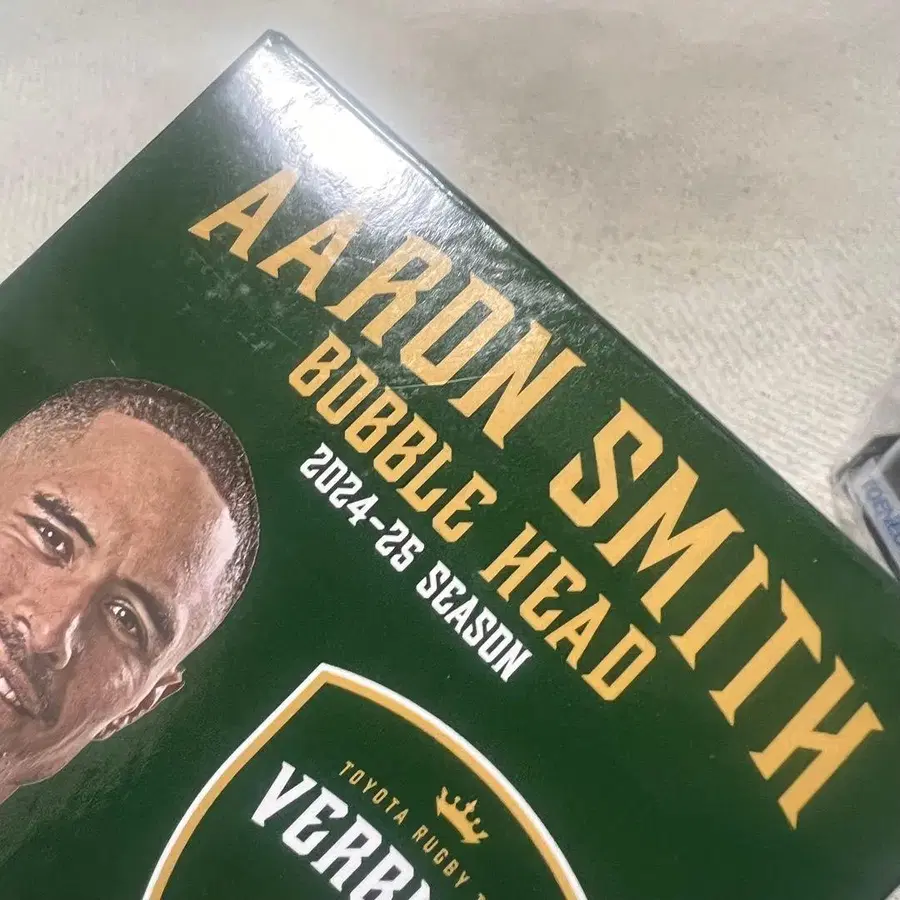 AARON SMITH
BOBBLE HEAD
2024-25 SEASON
TOYOTA RUGBY